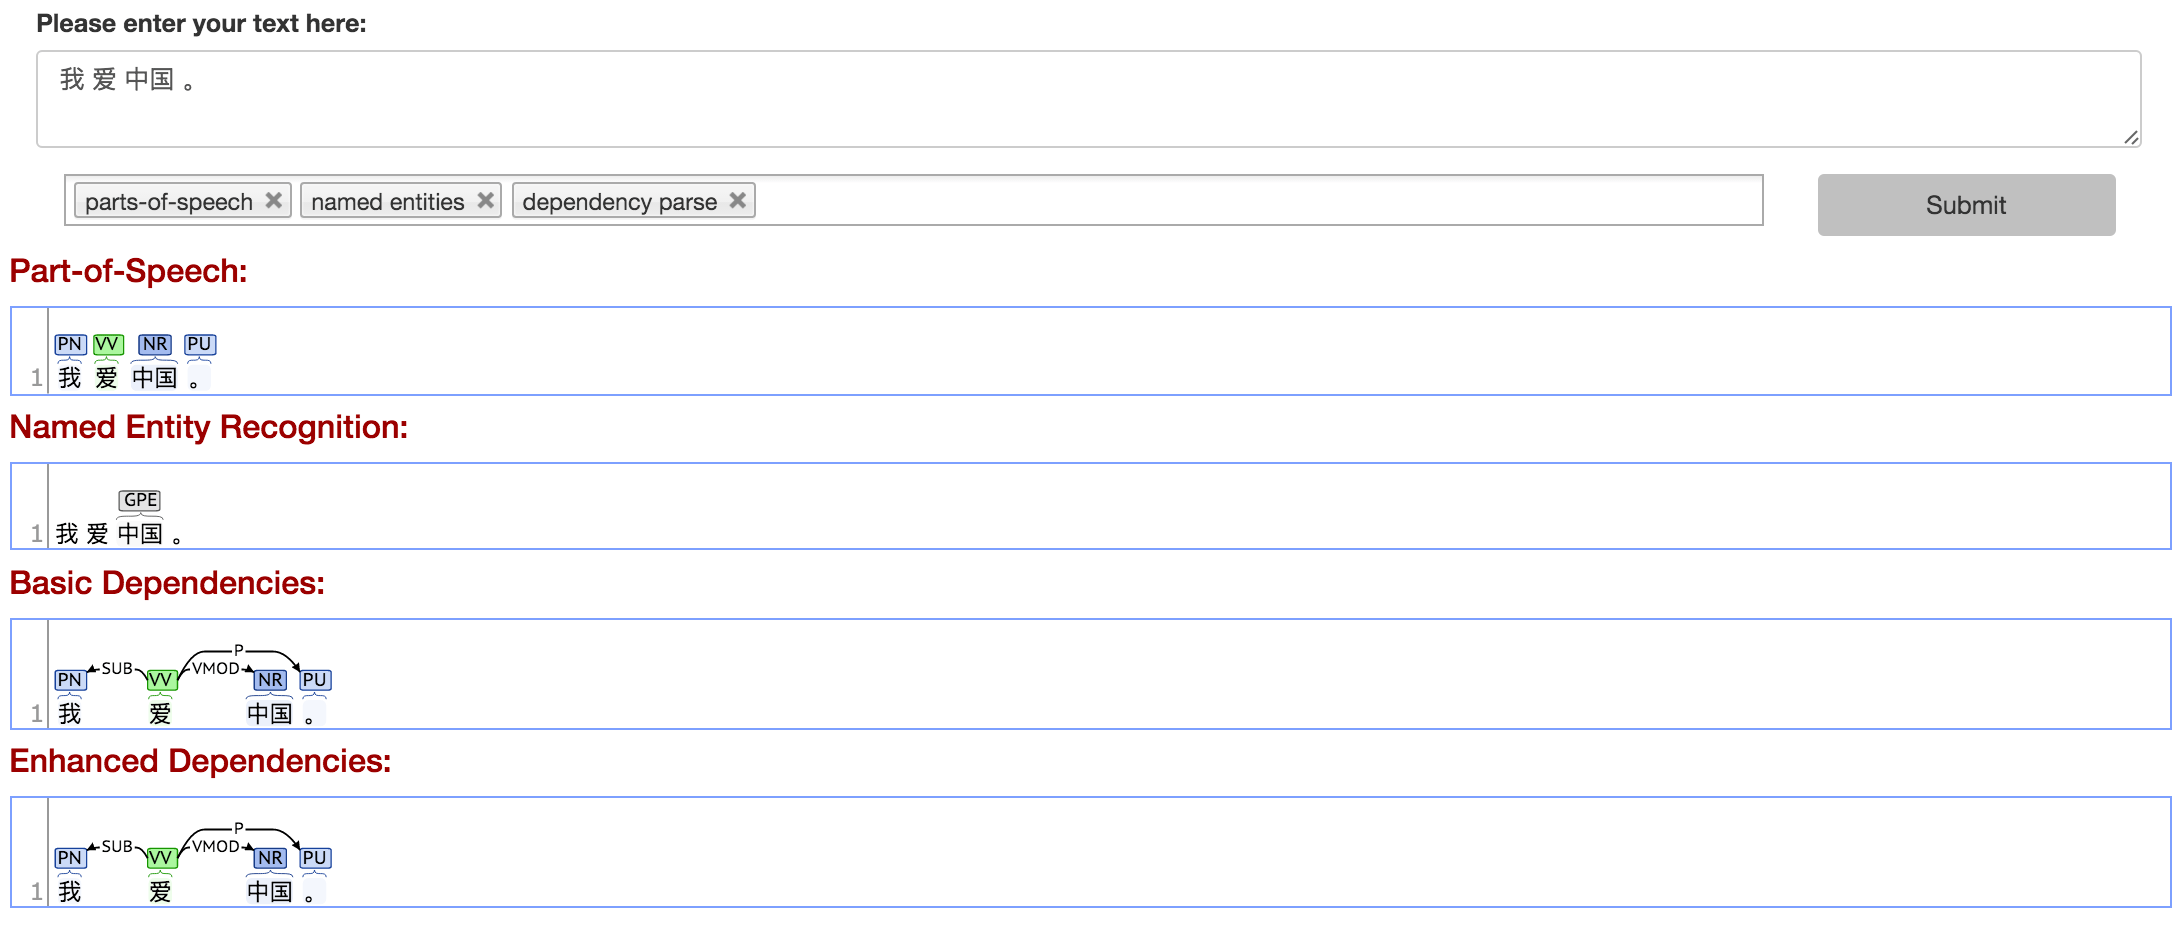 Please enter your text here:
我 爱 中国 。
parts-of-speech named entities dependency parse Submit
Part-of-Speech:
PN VV NR PU
1 我 爱 中国 。
Named Entity Recognition:
GPE
1 我 爱 中国 。
Basic Dependencies:
P
SUB VMOD
PN VV NR PU
1 我 爱 中国 。
Enhanced Dependencies:
P
SUB VMOD
PN VV NR PU
1 我 爱 中国 。